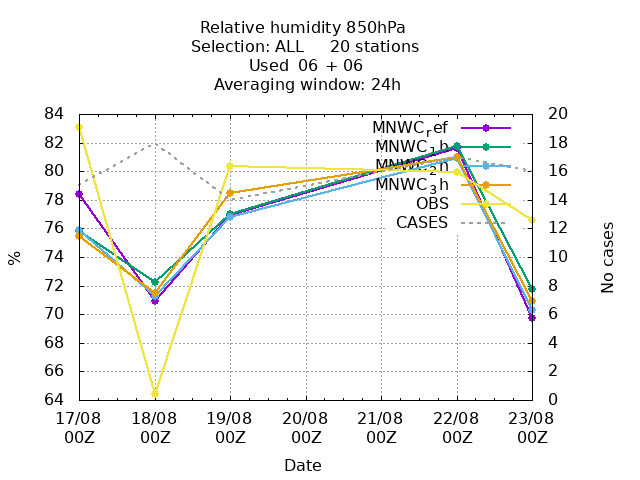 Relative humidity 850hPa
Selection: ALL 20 stations
Used 06 + 06
Averaging window: 24h
84 20
82 18
80 16
78 14
76 12
74 10
72 8
70 6
68 4
66 2
64 0
MNWC_ref
MNWC_1h
MNWC_2h
MNWC_3h
OBS
CASES
%
No cases
17/08 18/08 19/08 20/08 21/08 22/08 23/08
00Z 00Z 00Z 00Z 00Z 00Z 00Z
Date